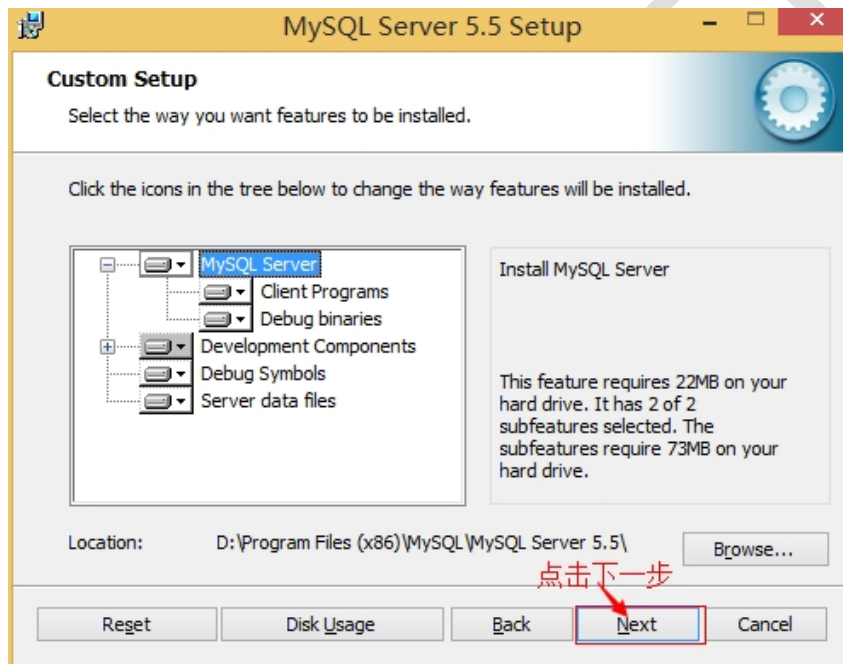 MySQL Server 5.5 Setup
Custom Setup
Select the way you want features to be installed.
Click the icons in the tree below to change the way features will be installed.
MySQL Server
Client Programs
Debug binaries
Development Components
Debug Symbols
Server data files
Install MySQL Server
This feature requires 22MB on your
hard drive. It has 2 of 2
subfeatures selected. The
subfeatures require 73MB on your
hard drive.
Location: D:\Program Files (x86)\MySQL\MySQL Server 5.5\
Browse...
点击下一步
Reset Disk Usage Back Next Cancel